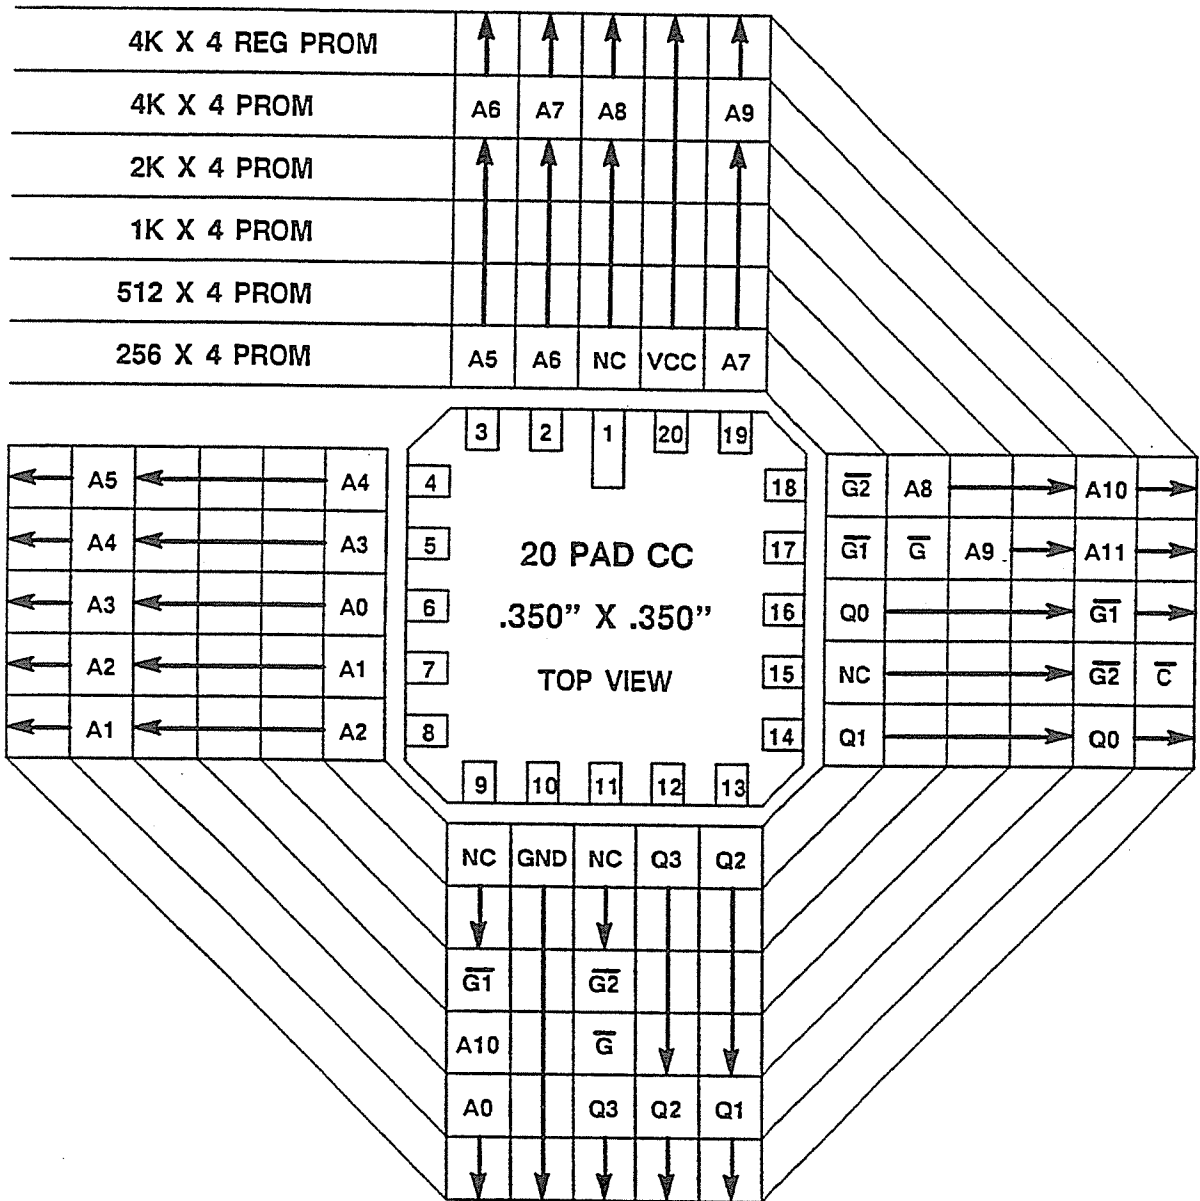 4K X 4 REG PROM
4K X 4 PROM A6 A7 A8 A9
2K X 4 PROM
1K X 4 PROM
512 X 4 PROM
256 X 4 PROM A5 A6 NC VCC A7
3 2 1 20 19
A5 A4 4 18 G2̅ A8 A10
A4 A3 5 20 PAD CC 17 G1̅ G̅ A9 A11
A3 A0 6 .350" X .350" 16 Q0 G1̅
A2 A1 7 TOP VIEW 15 NC G2̅ C̅
A1 A2 8 14 Q1 Q0
9 10 11 12 13
NC GND NC Q3 Q2
G1̅ G2̅
A10 G̅
A0 Q3 Q2 Q1